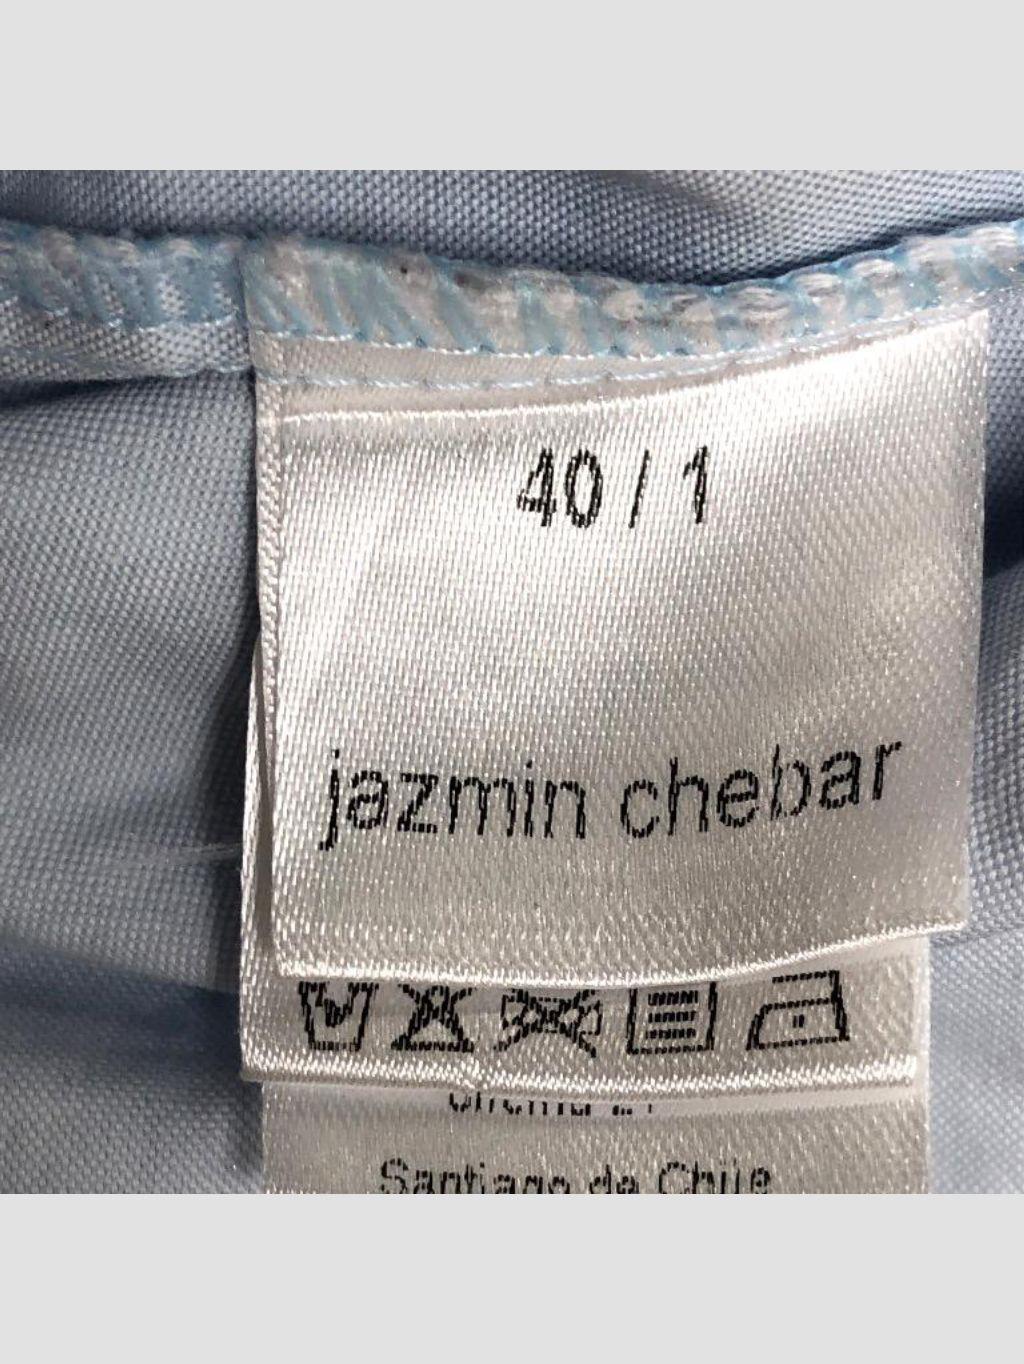 40 / 1
jazmin chebar
Santiago de Chile